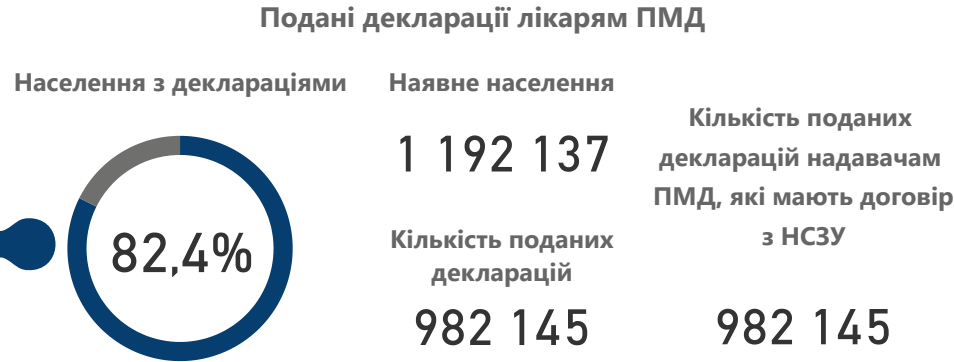 Подані декларації лікарям ПМД
Населення з деклараціями
82,4%
Наявне населення
1 192 137
Кількість поданих
декларацій
982 145
Кількість поданих
декларацій надавачам
ПМД, які мають договір
з НСЗУ
982 145